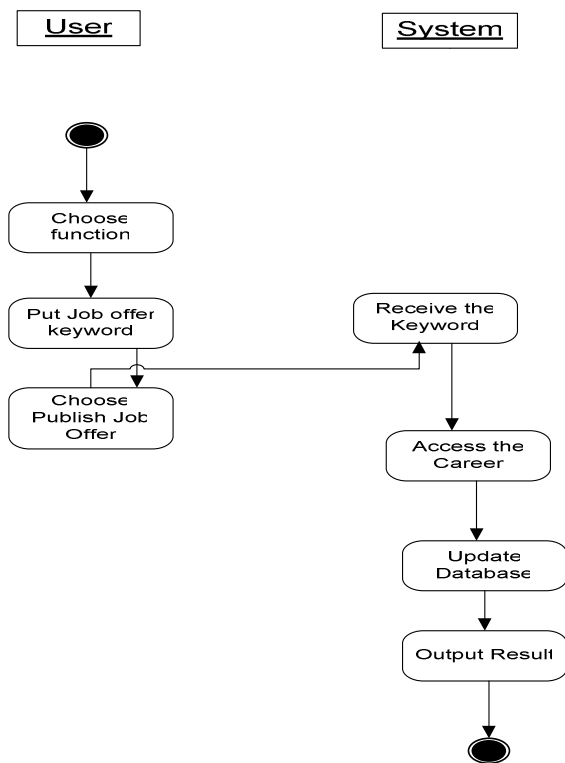 User
System
Choose
function
Put Job offer
keyword
Receive the
Keyword
Choose
Publish Job
Offer
Access the
Career
Update
Database
Output Result